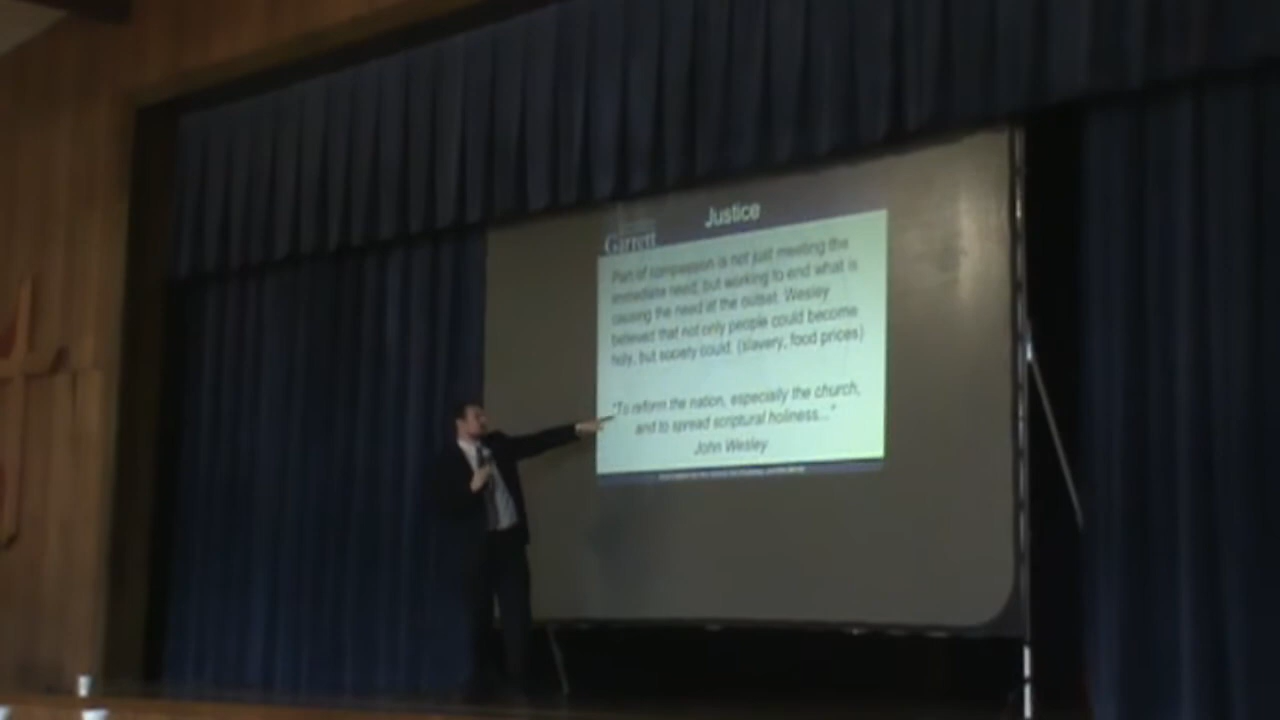 Justice
Garrett
Part of compassion is not just meeting the
immediate need, but working to end what is
causing the need at the outset. Wesley
believed that not only people could become
holy, but society could. (slavery, food prices)
"To reform the nation, especially the church,
and to spread scriptural holiness..."
John Wesley